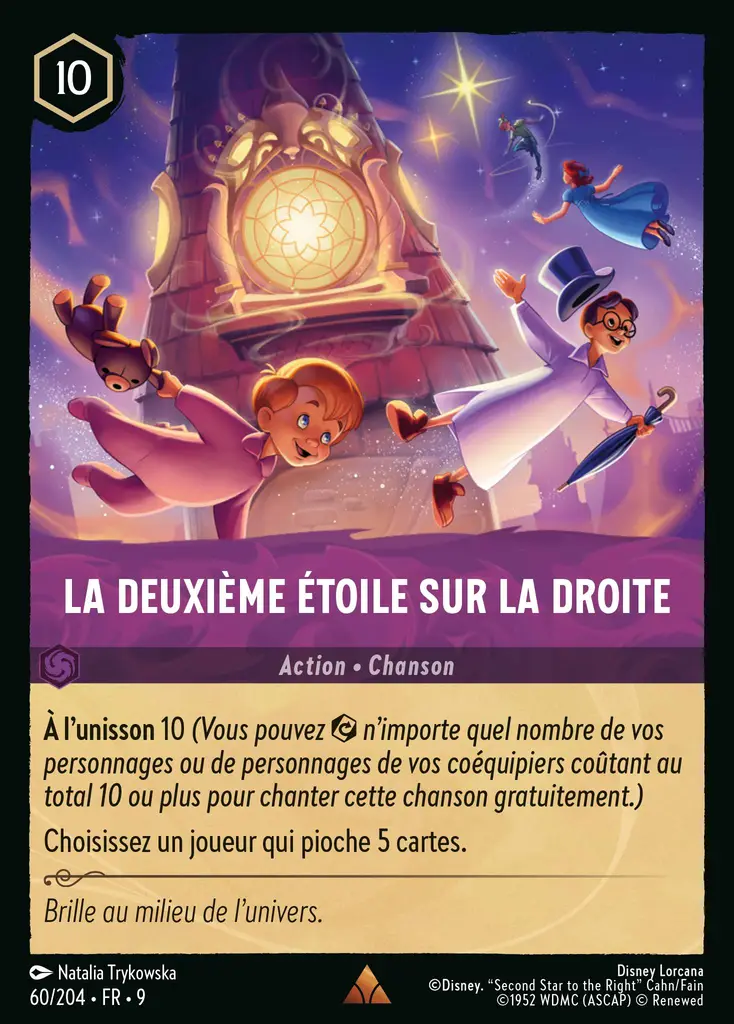 10
LA DEUXIÈME ÉTOILE SUR LA DROITE
Action • Chanson
À l'unisson 10 (Vous pouvez n'importe quel nombre de vos
personnages ou de personnages de vos coéquipiers coûtant au
total 10 ou plus pour chanter cette chanson gratuitement.)
Choisissez un joueur qui pioche 5 cartes.
Brille au milieu de l'univers.
Natalia Trykowska
60/204 • FR • 9
Disney Lorcana
©Disney. "Second Star to the Right" Cahn/Fain
©1952 WDMC (ASCAP) © Renewed